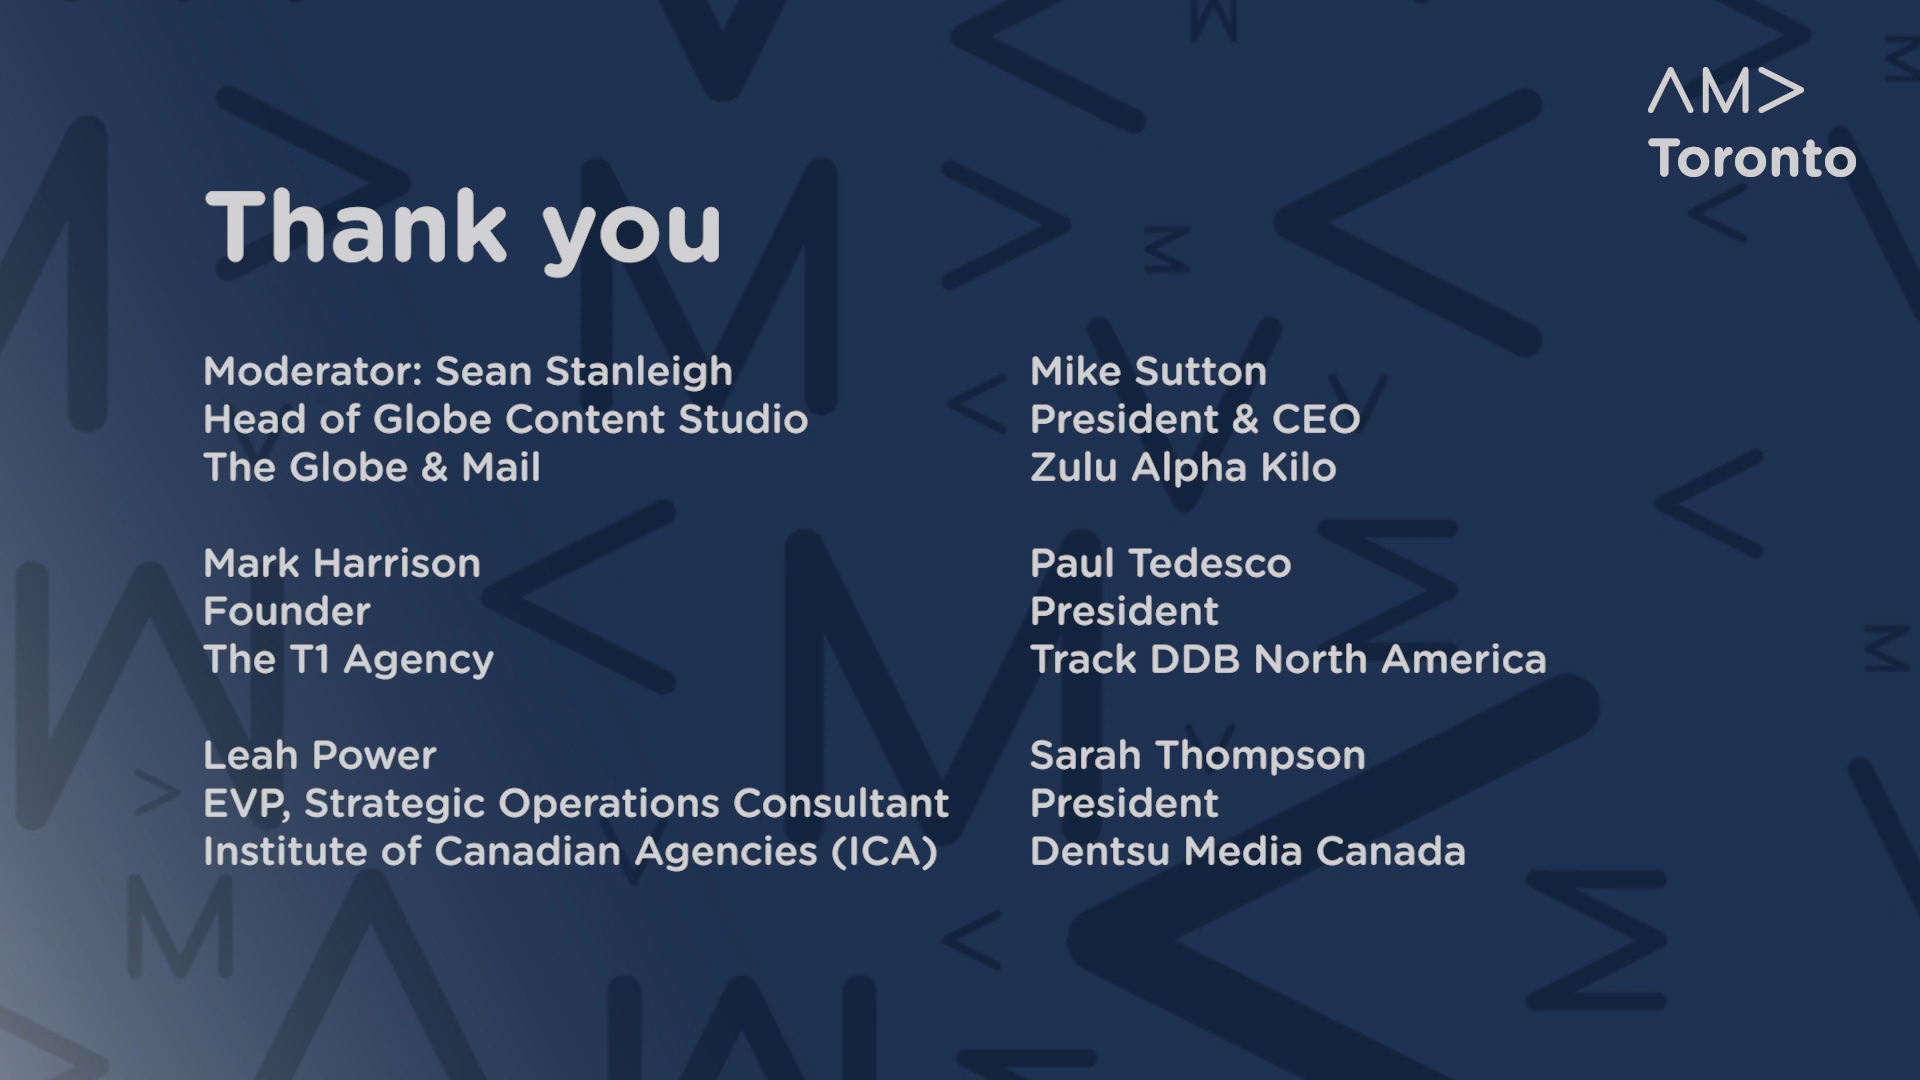 AMA
Toronto
Thank you
Moderator: Sean Stanleigh
Head of Globe Content Studio
The Globe & Mail
Mark Harrison
Founder
The T1 Agency
Leah Power
EVP, Strategic Operations Consultant
Institute of Canadian Agencies (ICA)
Mike Sutton
President & CEO
Zulu Alpha Kilo
Paul Tedesco
President
Track DDB North America
Sarah Thompson
President
Dentsu Media Canada